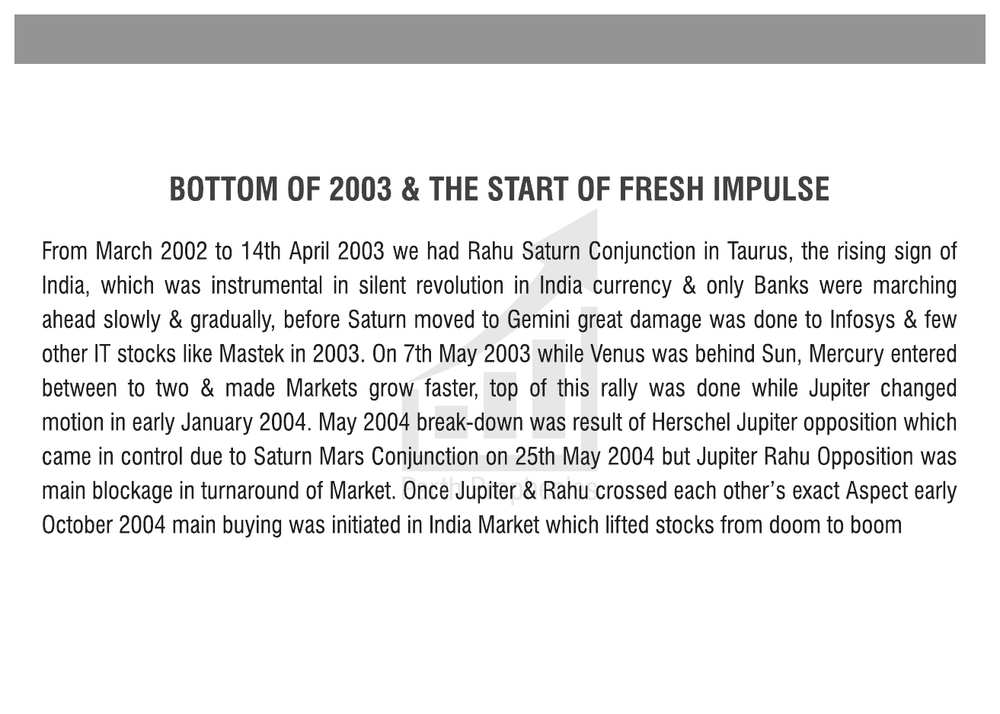 BOTTOM OF 2003 & THE START OF FRESH IMPULSE
From March 2002 to 14th April 2003 we had Rahu Saturn Conjunction in Taurus, the rising sign of
India, which was instrumental in silent revolution in India currency & only Banks were marching
ahead slowly & gradually, before Saturn moved to Gemini great damage was done to Infosys & few
other IT stocks like Mastek in 2003. On 7th May 2003 while Venus was behind Sun, Mercury entered
between to two & made Markets grow faster, top of this rally was done while Jupiter changed
motion in early January 2004. May 2004 break-down was result of Herschel Jupiter opposition which
came in control due to Saturn Mars Conjunction on 25th May 2004 but Jupiter Rahu Opposition was
main blockage in turnaround of Market. Once Jupiter & Rahu crossed each other's exact Aspect early
October 2004 main buying was initiated in India Market which lifted stocks from doom to boom